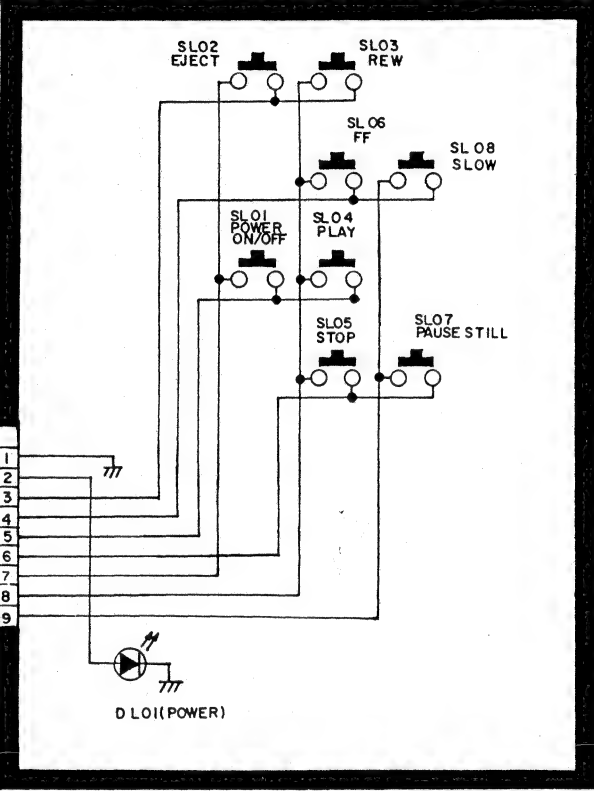 SL02
EJECT
SL03
REW
SL06
FF
SL08
SLOW
SL01
POWER
ON/OFF
SL04
PLAY
SL05
STOP
SL07
PAUSE STILL
1
2
3
4
5
6
7
8
9
DL01(POWER)